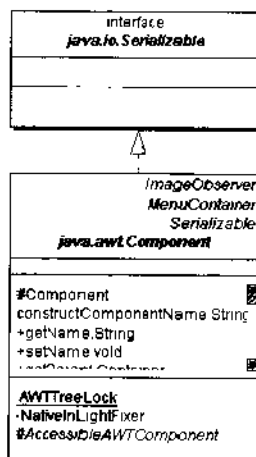 interface
java.io.Serializable
ImageObserver
MenuContainer
Serializable
java.awt.Component
#Component
constructComponentName String
+getName.String
+setName void
AWTTreeLock
-NativeInLightFixer
#AccessibleAWTComponent